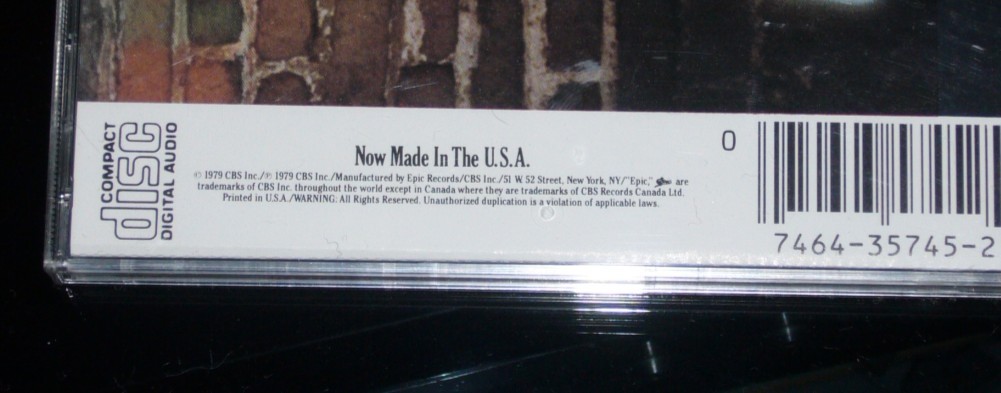 COMPACT
disc
DIGITAL AUDIO
Now Made In The U.S.A.
© 1979 CBS Inc./℗ 1979 CBS Inc./Manufactured by Epic Records/CBS Inc./51 W. 52 Street, New York, NY/"Epic," are
trademarks of CBS Inc. throughout the world except in Canada where they are trademarks of CBS Records Canada Ltd.
Printed in U.S.A./WARNING: All Rights Reserved. Unauthorized duplication is a violation of applicable laws.
0
7464-35745-2